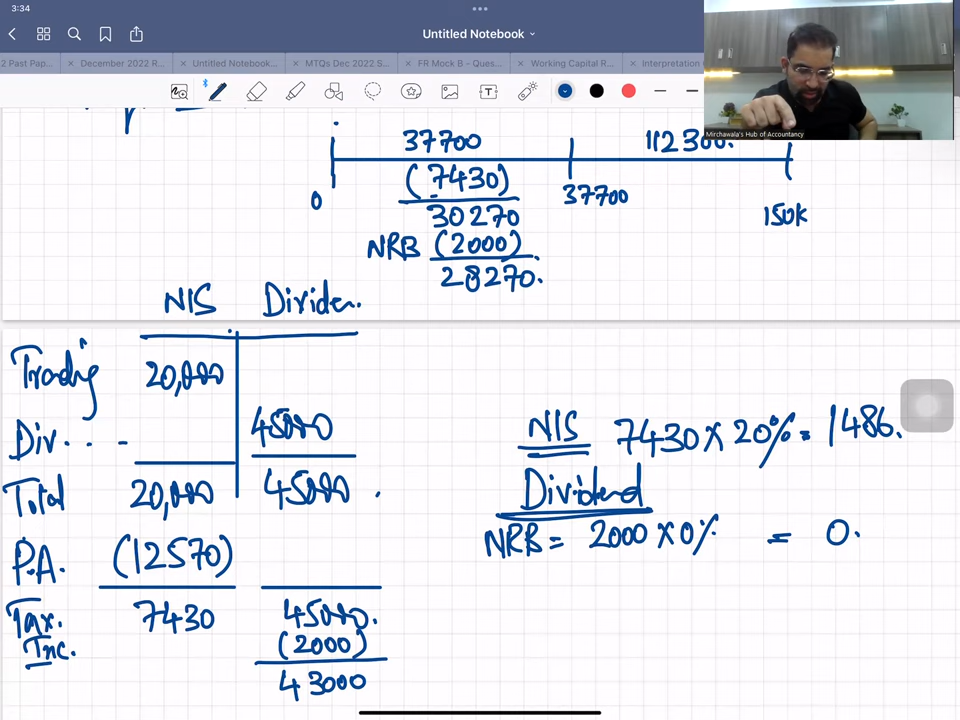 3:34
Untitled Notebook
2 Past Pap...
December 2022 R...
Untitled Notebook...
MTQs Dec 2022 S...
FR Mock B - Ques...
Working Capital R...
Interpretation
Mirchawala's Hub of Accountancy
37700
112300.
0
(7430)
37700
150k
30270
NRB (2000)
28270.
NIS Dividen.
Trading 20,000
Div. . . - 45000
Total 20,000 45000 .
P.A. (12570)
Tax. 7430 45000.
Inc. (2000)
43000
NIS 7430 X 20% = 1486.
Dividend
NRB = 2000 X 0% = 0.